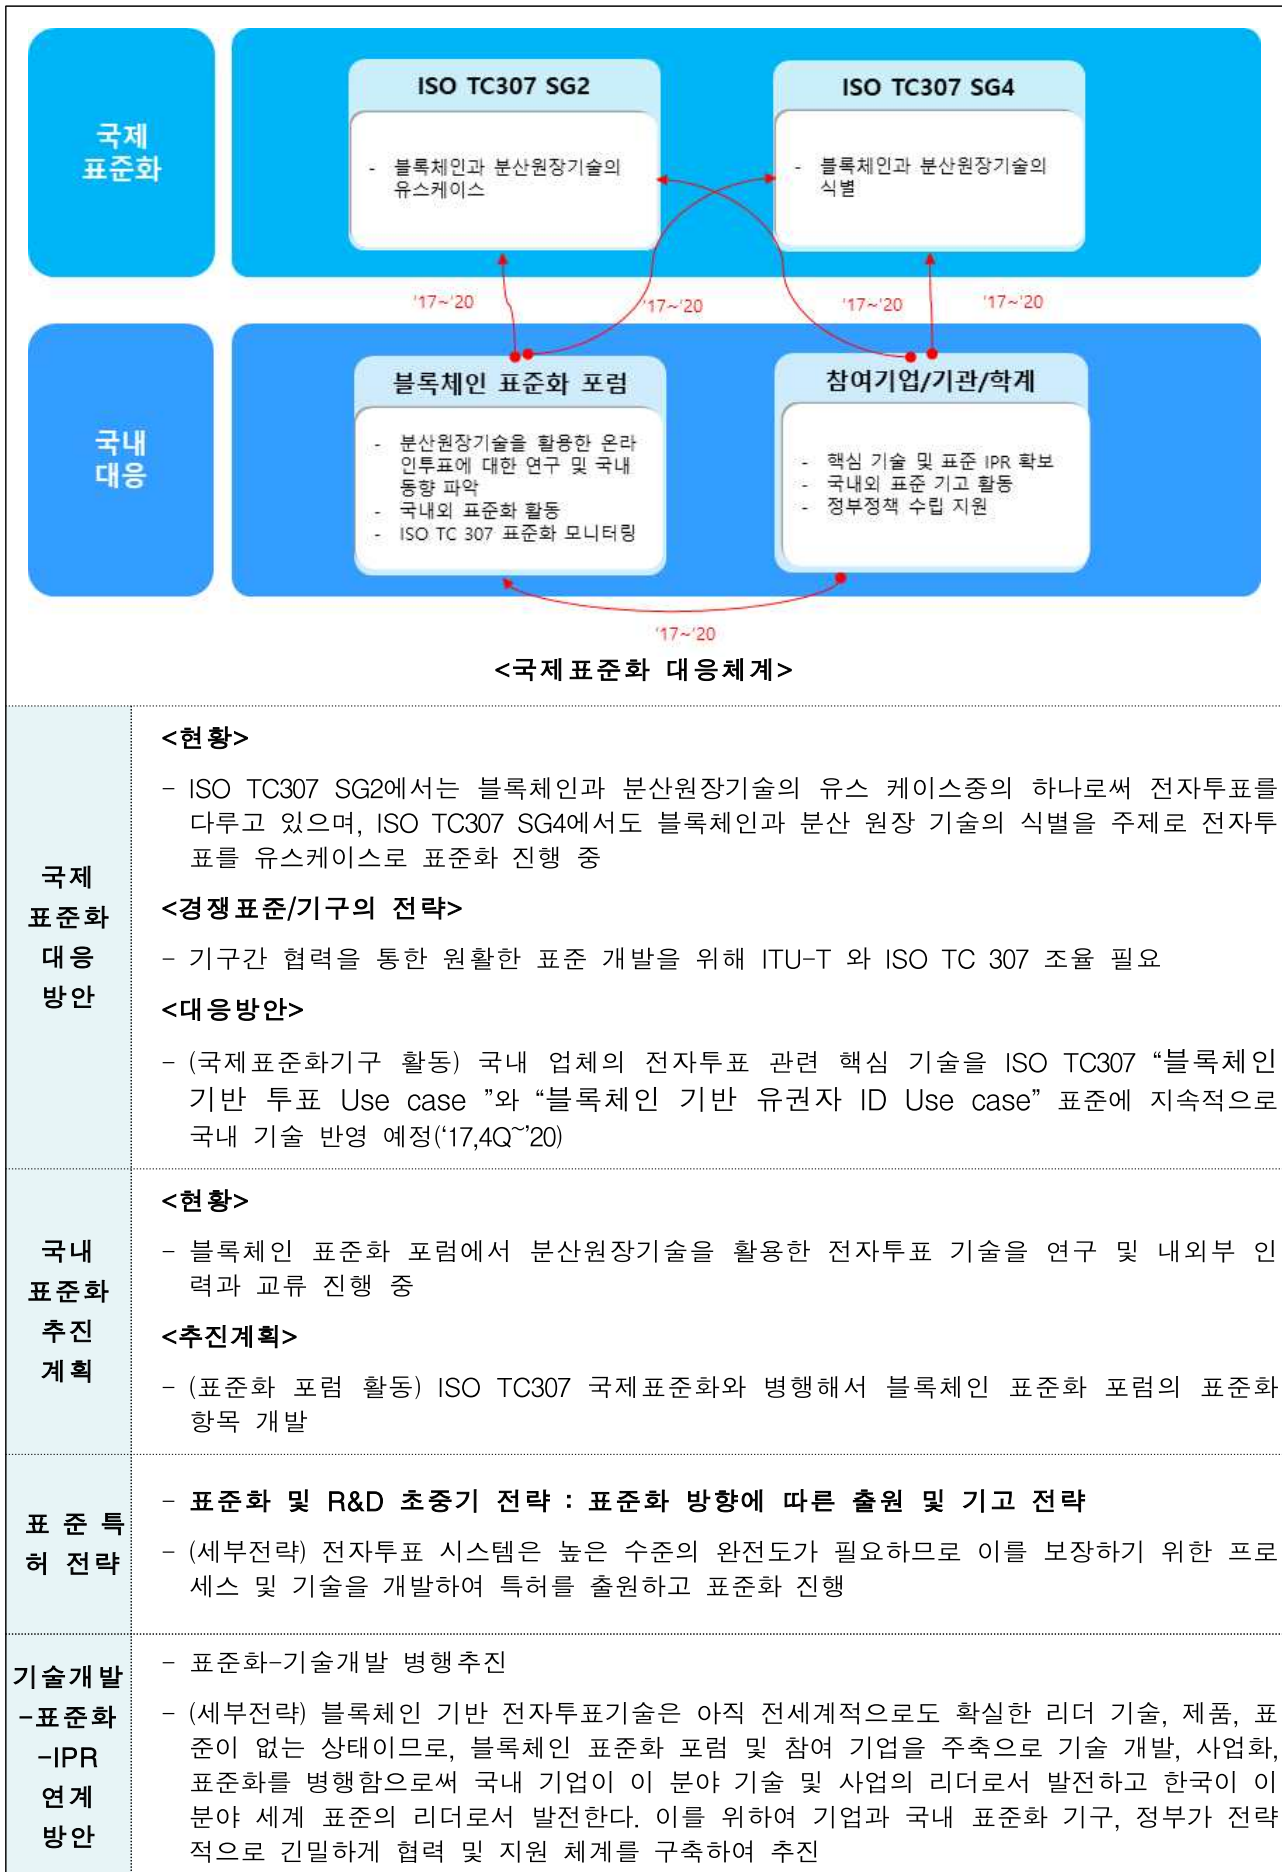 국제
표준화
ISO TC307 SG2
- 블록체인과 분산원장기술의
유스케이스
ISO TC307 SG4
- 블록체인과 분산원장기술의
식별
'17~'20
'17~'20
'17~'20
'17~'20
국내
대응
블록체인 표준화 포럼
- 분산원장기술을 활용한 온라
인투표에 대한 연구 및 국내
동향 파악
- 국내외 표준화 활동
- ISO TC 307 표준화 모니터링
참여기업/기관/학계
- 핵심 기술 및 표준 IPR 확보
- 국내외 표준 기고 활동
- 정부정책 수립 지원
'17~'20
<국제표준화 대응체계>
국제
표준화
대응
방안
<현황>
- ISO TC307 SG2에서는 블록체인과 분산원장기술의 유스 케이스중의 하나로써 전자투표를
다루고 있으며, ISO TC307 SG4에서도 블록체인과 분산 원장 기술의 식별을 주제로 전자투
표를 유스케이스로 표준화 진행 중
<경쟁표준/기구의 전략>
- 기구간 협력을 통한 원활한 표준 개발을 위해 ITU-T 와 ISO TC 307 조율 필요
<대응방안>
- (국제표준화기구 활동) 국내 업체의 전자투표 관련 핵심 기술을 ISO TC307 “블록체인
기반 투표 Use case ”와 “블록체인 기반 유권자 ID Use case” 표준에 지속적으로
국내 기술 반영 예정(‘17,4Q~’20)
국내
표준화
추진
계획
<현황>
- 블록체인 표준화 포럼에서 분산원장기술을 활용한 전자투표 기술을 연구 및 내외부 인
력과 교류 진행 중
<추진계획>
- (표준화 포럼 활동) ISO TC307 국제표준화와 병행해서 블록체인 표준화 포럼의 표준화
항목 개발
표 준 특
허 전략
- 표준화 및 R&D 초중기 전략 : 표준화 방향에 따른 출원 및 기고 전략
- (세부전략) 전자투표 시스템은 높은 수준의 완전도가 필요하므로 이를 보장하기 위한 프로
세스 및 기술을 개발하여 특허를 출원하고 표준화 진행
기술개발
-표준화
-IPR
연계
방안
- 표준화-기술개발 병행추진
- (세부전략) 블록체인 기반 전자투표기술은 아직 전세계적으로도 확실한 리더 기술, 제품, 표
준이 없는 상태이므로, 블록체인 표준화 포럼 및 참여 기업을 주축으로 기술 개발, 사업화,
표준화를 병행함으로써 국내 기업이 이 분야 기술 및 사업의 리더로서 발전하고 한국이 이
분야 세계 표준의 리더로서 발전한다. 이를 위하여 기업과 국내 표준화 기구, 정부가 전략
적으로 긴밀하게 협력 및 지원 체계를 구축하여 추진